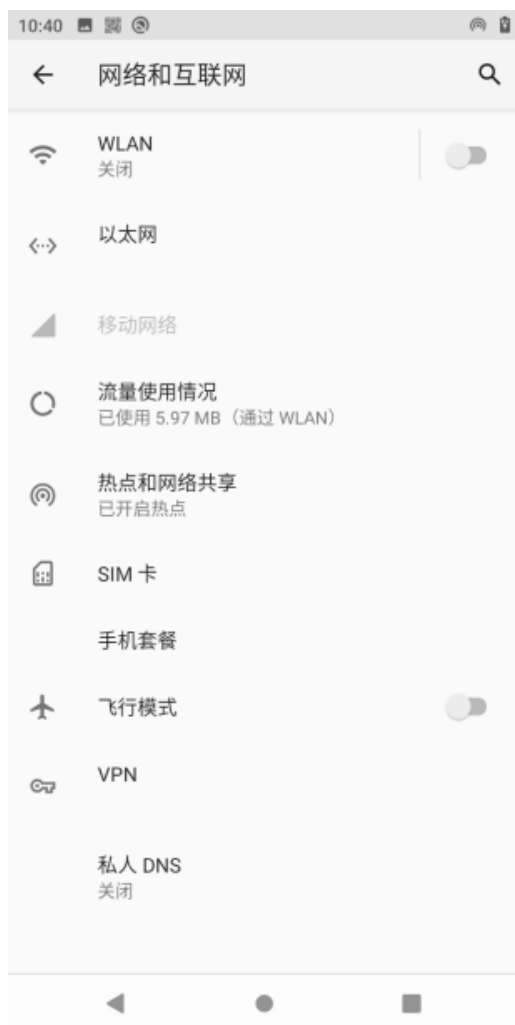 10:40
网络和互联网
WLAN
关闭
以太网
移动网络
流量使用情况
已使用 5.97 MB（通过 WLAN）
热点和网络共享
已开启热点
SIM 卡
手机套餐
飞行模式
VPN
私人 DNS
关闭